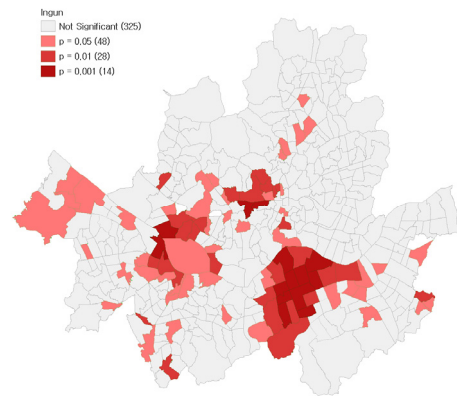 Ingun
Not Significant (325)
p = 0.05 (48)
p = 0.01 (28)
p = 0.001 (14)